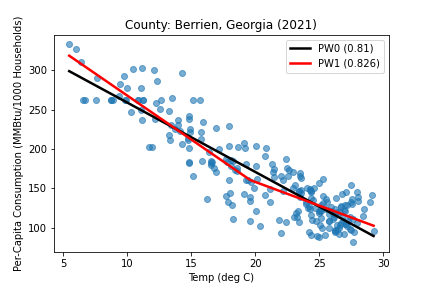 County: Berrien, Georgia (2021)
Per-Capita Consumption (MMBtu/1000 Households)
300
250
200
150
100
PW0 (0.81)
PW1 (0.826)
5 10 15 20 25 30
Temp (deg C)